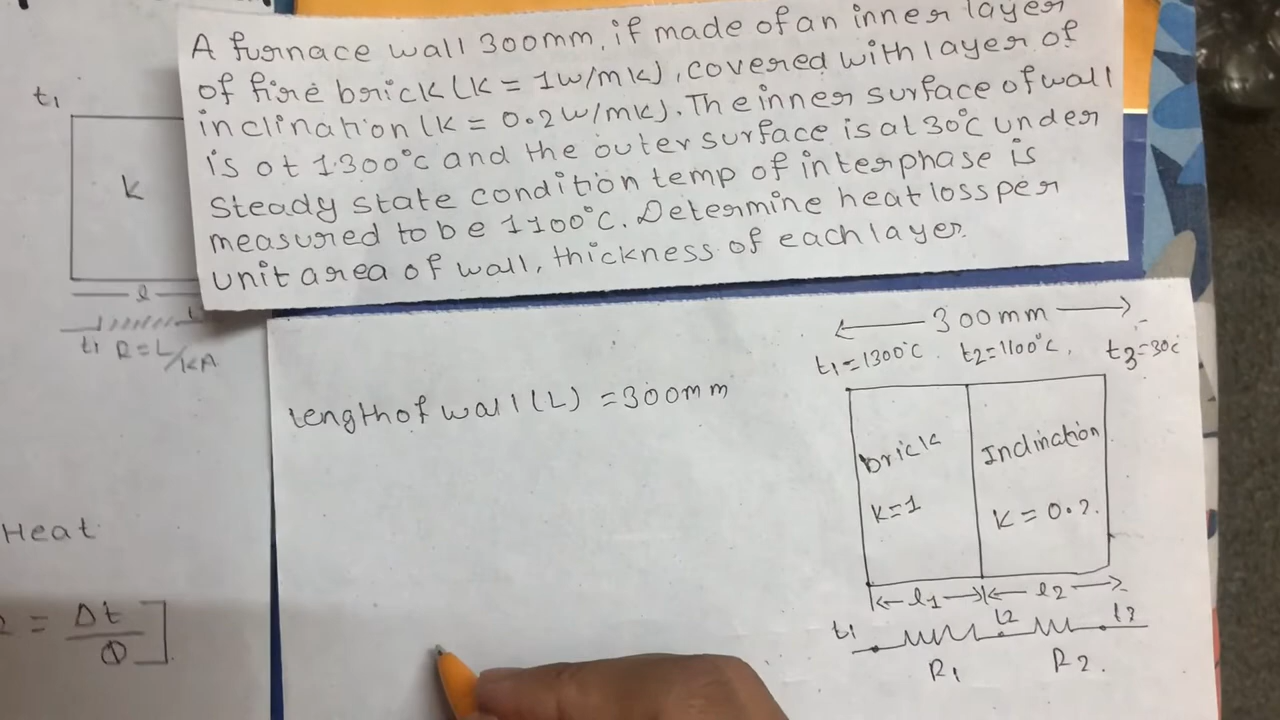 A furnace wall 300mm, if made of an inner layer
of fire brick (K = 1w/mk), covered with layer of
inclination (K = 0.2w/mk). The inner surface of wall
is at 1300°c and the outer surface is at 30°c under
steady state condition temp of interphase is
measured to be 1100°c. Determine heat loss per
unit area of wall, thickness of each layer.
t1
K
l
t1 R=L/KA
Heat
= Δt/Φ]
Length of wall (L) = 300mm
300mm
t1=1300°c t2=1100°c, t3=30c
brick
K=1
Inclination
K = 0.2.
l1 l2
t1 t2 t3
R1 R2.